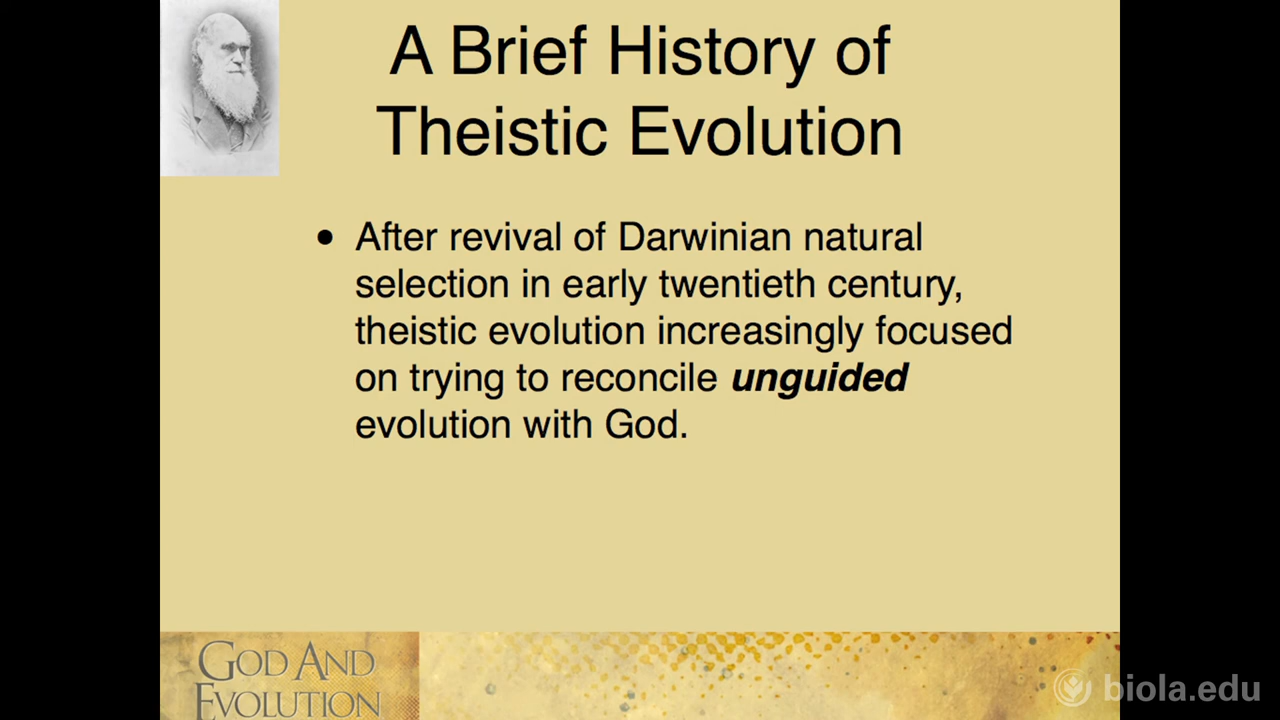 A Brief History of
Theistic Evolution
• After revival of Darwinian natural
selection in early twentieth century,
theistic evolution increasingly focused
on trying to reconcile unguided
evolution with God.
GOD AND
EVOLUTION
biola.edu